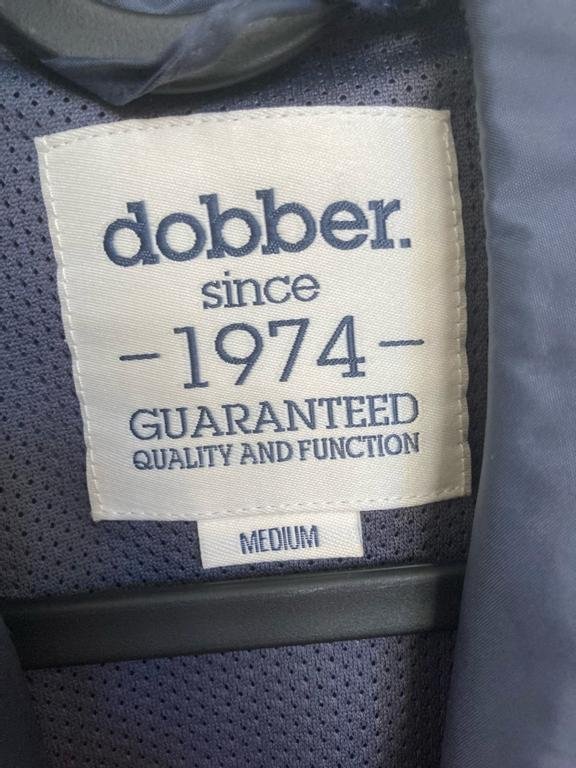 dobber.
since
-1974-
GUARANTEED
QUALITY AND FUNCTION
MEDIUM